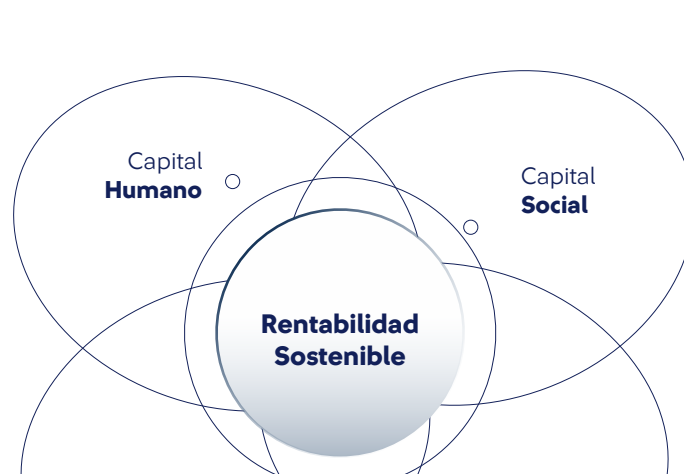 Capital
Humano
Capital
Social
Rentabilidad
Sostenible